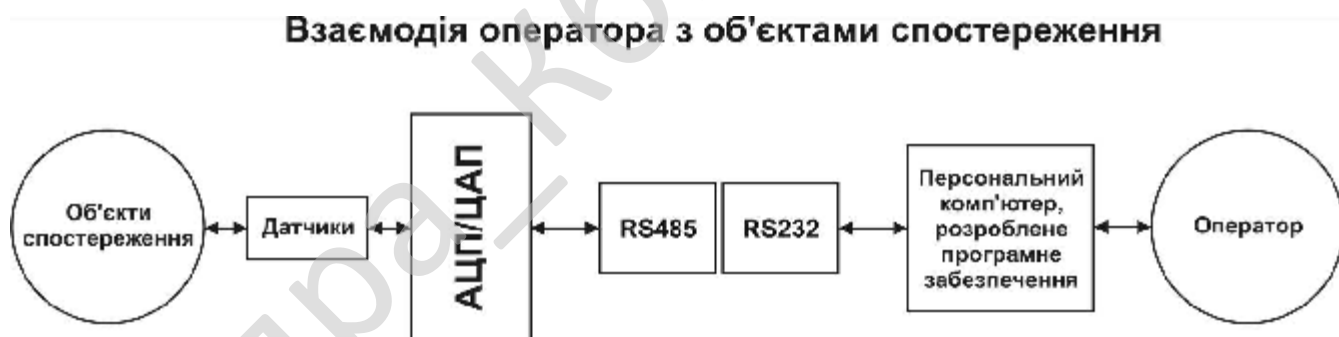 Взаємодія оператора з об'єктами спостереження
Об'єкти
спостереження
Датчики
АЦП/ЦАП
RS485
RS232
Персональний
комп'ютер,
розроблене
програмне
забезпечення
Оператор